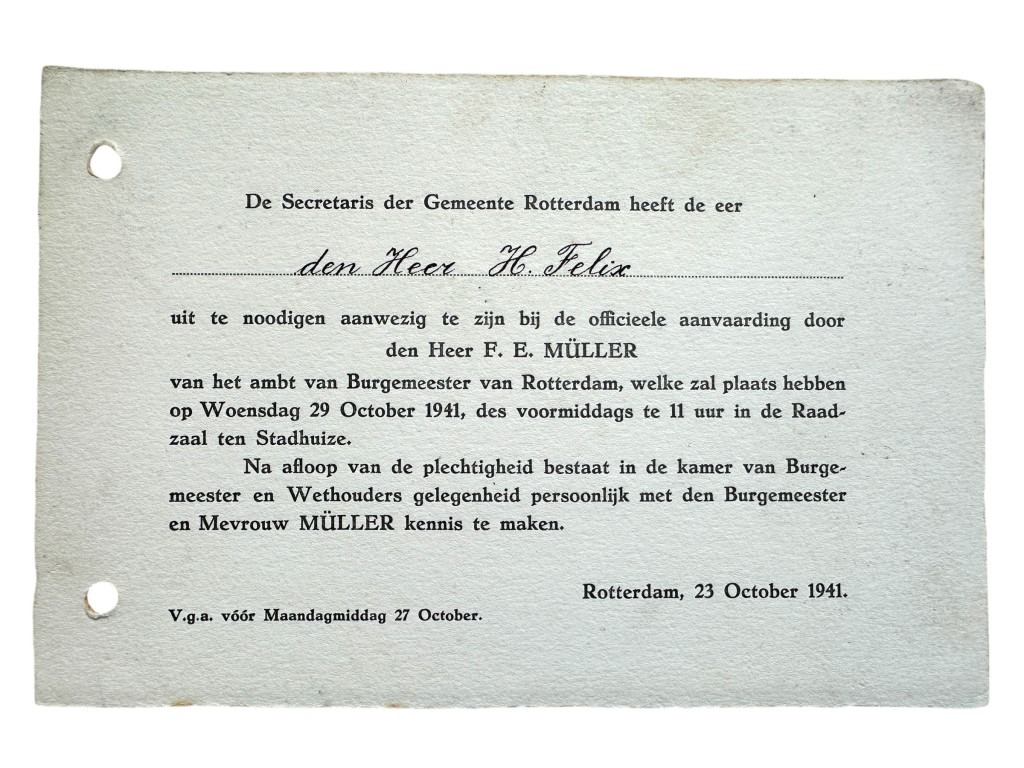 De Secretaris der Gemeente Rotterdam heeft de eer
den Heer H. Felix
uit te noodigen aanwezig te zijn bij de officieele aanvaarding door
den Heer F. E. MÜLLER
van het ambt van Burgemeester van Rotterdam, welke zal plaats hebben
op Woensdag 29 October 1941, des voormiddags te 11 uur in de Raad-
zaal ten Stadhuize.
Na afloop van de plechtigheid bestaat in de kamer van Burge-
meester en Wethouders gelegenheid persoonlijk met den Burgemeester
en Mevrouw MÜLLER kennis te maken.
Rotterdam, 23 October 1941.
V.g.a. vóór Maandagmiddag 27 October.